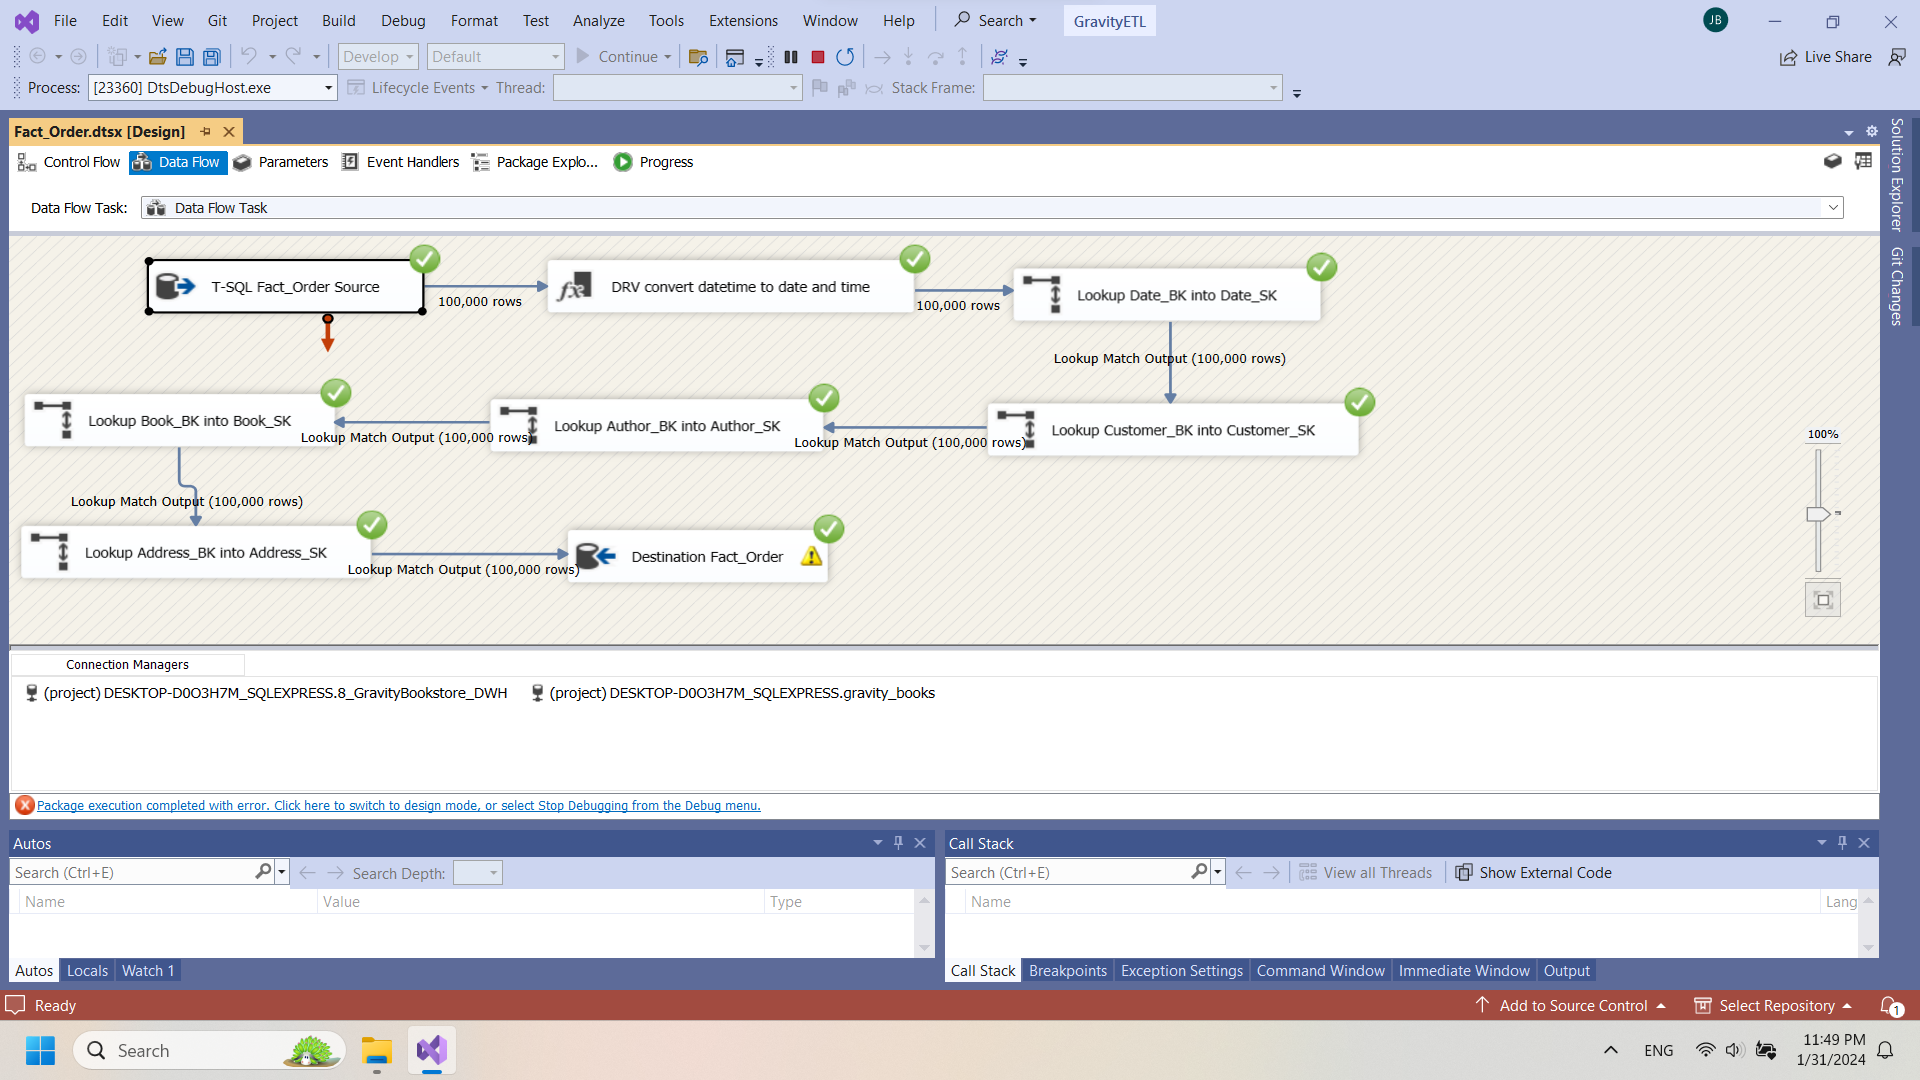 File Edit View Git Project Build Debug Format Test Analyze Tools Extensions Window Help Search GravityETL JB
Develop Default Continue Live Share
Process: [23360] DtsDebugHost.exe Lifecycle Events Thread: Stack Frame:
Fact_Order.dtsx [Design]
Control Flow Data Flow Parameters Event Handlers Package Explo... Progress
Data Flow Task: Data Flow Task
Solution Explorer
Git Changes
T-SQL Fact_Order Source
100,000 rows
DRV convert datetime to date and time
100,000 rows
Lookup Date_BK into Date_SK
Lookup Match Output (100,000 rows)
Lookup Customer_BK into Customer_SK
Lookup Match Output (100,000 rows)
Lookup Author_BK into Author_SK
Lookup Match Output (100,000 rows)
Lookup Book_BK into Book_SK
Lookup Match Output (100,000 rows)
Lookup Address_BK into Address_SK
Lookup Match Output (100,000 rows)
Destination Fact_Order
100%
Connection Managers
(project) DESKTOP-D0O3H7M_SQLEXPRESS.8_GravityBookstore_DWH (project) DESKTOP-D0O3H7M_SQLEXPRESS.gravity_books
Package execution completed with error. Click here to switch to design mode, or select Stop Debugging from the Debug menu.
Autos
Search (Ctrl+E) Search Depth:
Name Value Type
Autos Locals Watch 1
Call Stack
Search (Ctrl+E) View all Threads Show External Code
Name Lang
Call Stack Breakpoints Exception Settings Command Window Immediate Window Output
Ready Add to Source Control Select Repository 1
Search ENG 11:49 PM
1/31/2024